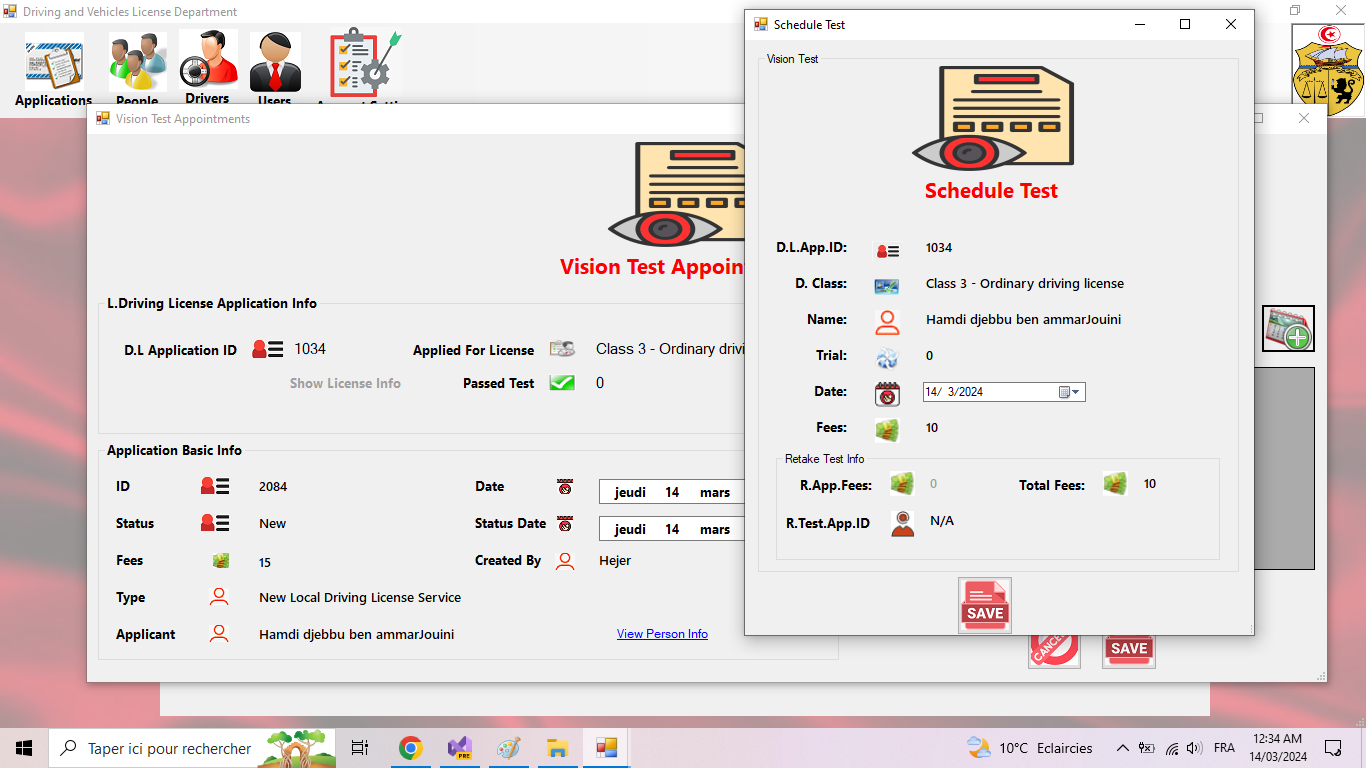 Driving and Vehicles License Department
Applications
People
Drivers
Users
Vision Test Appointments
Vision Test
L.Driving License Application Info
D.L Application ID 1034
Applied For License Class 3 - Ordinary
Show License Info
Passed Test 0
Application Basic Info
ID 2084
Date jeudi 14 mars
Status New
Status Date jeudi 14 mars
Fees 15
Created By Hejer
Type New Local Driving License Service
Applicant Hamdi djebbu ben ammarJouini
View Person Info
CANCEL
SAVE
Schedule Test
Vision Test
Schedule Test
D.L.App.ID: 1034
D. Class: Class 3 - Ordinary driving license
Name: Hamdi djebbu ben ammarJouini
Trial: 0
Date: 14/ 3/2024
Fees: 10
Retake Test Info
R.App.Fees: 0
Total Fees: 10
R.Test.App.ID N/A
SAVE
Taper ici pour rechercher
PRE
10°C Eclaircies
FRA
12:34 AM
14/03/2024